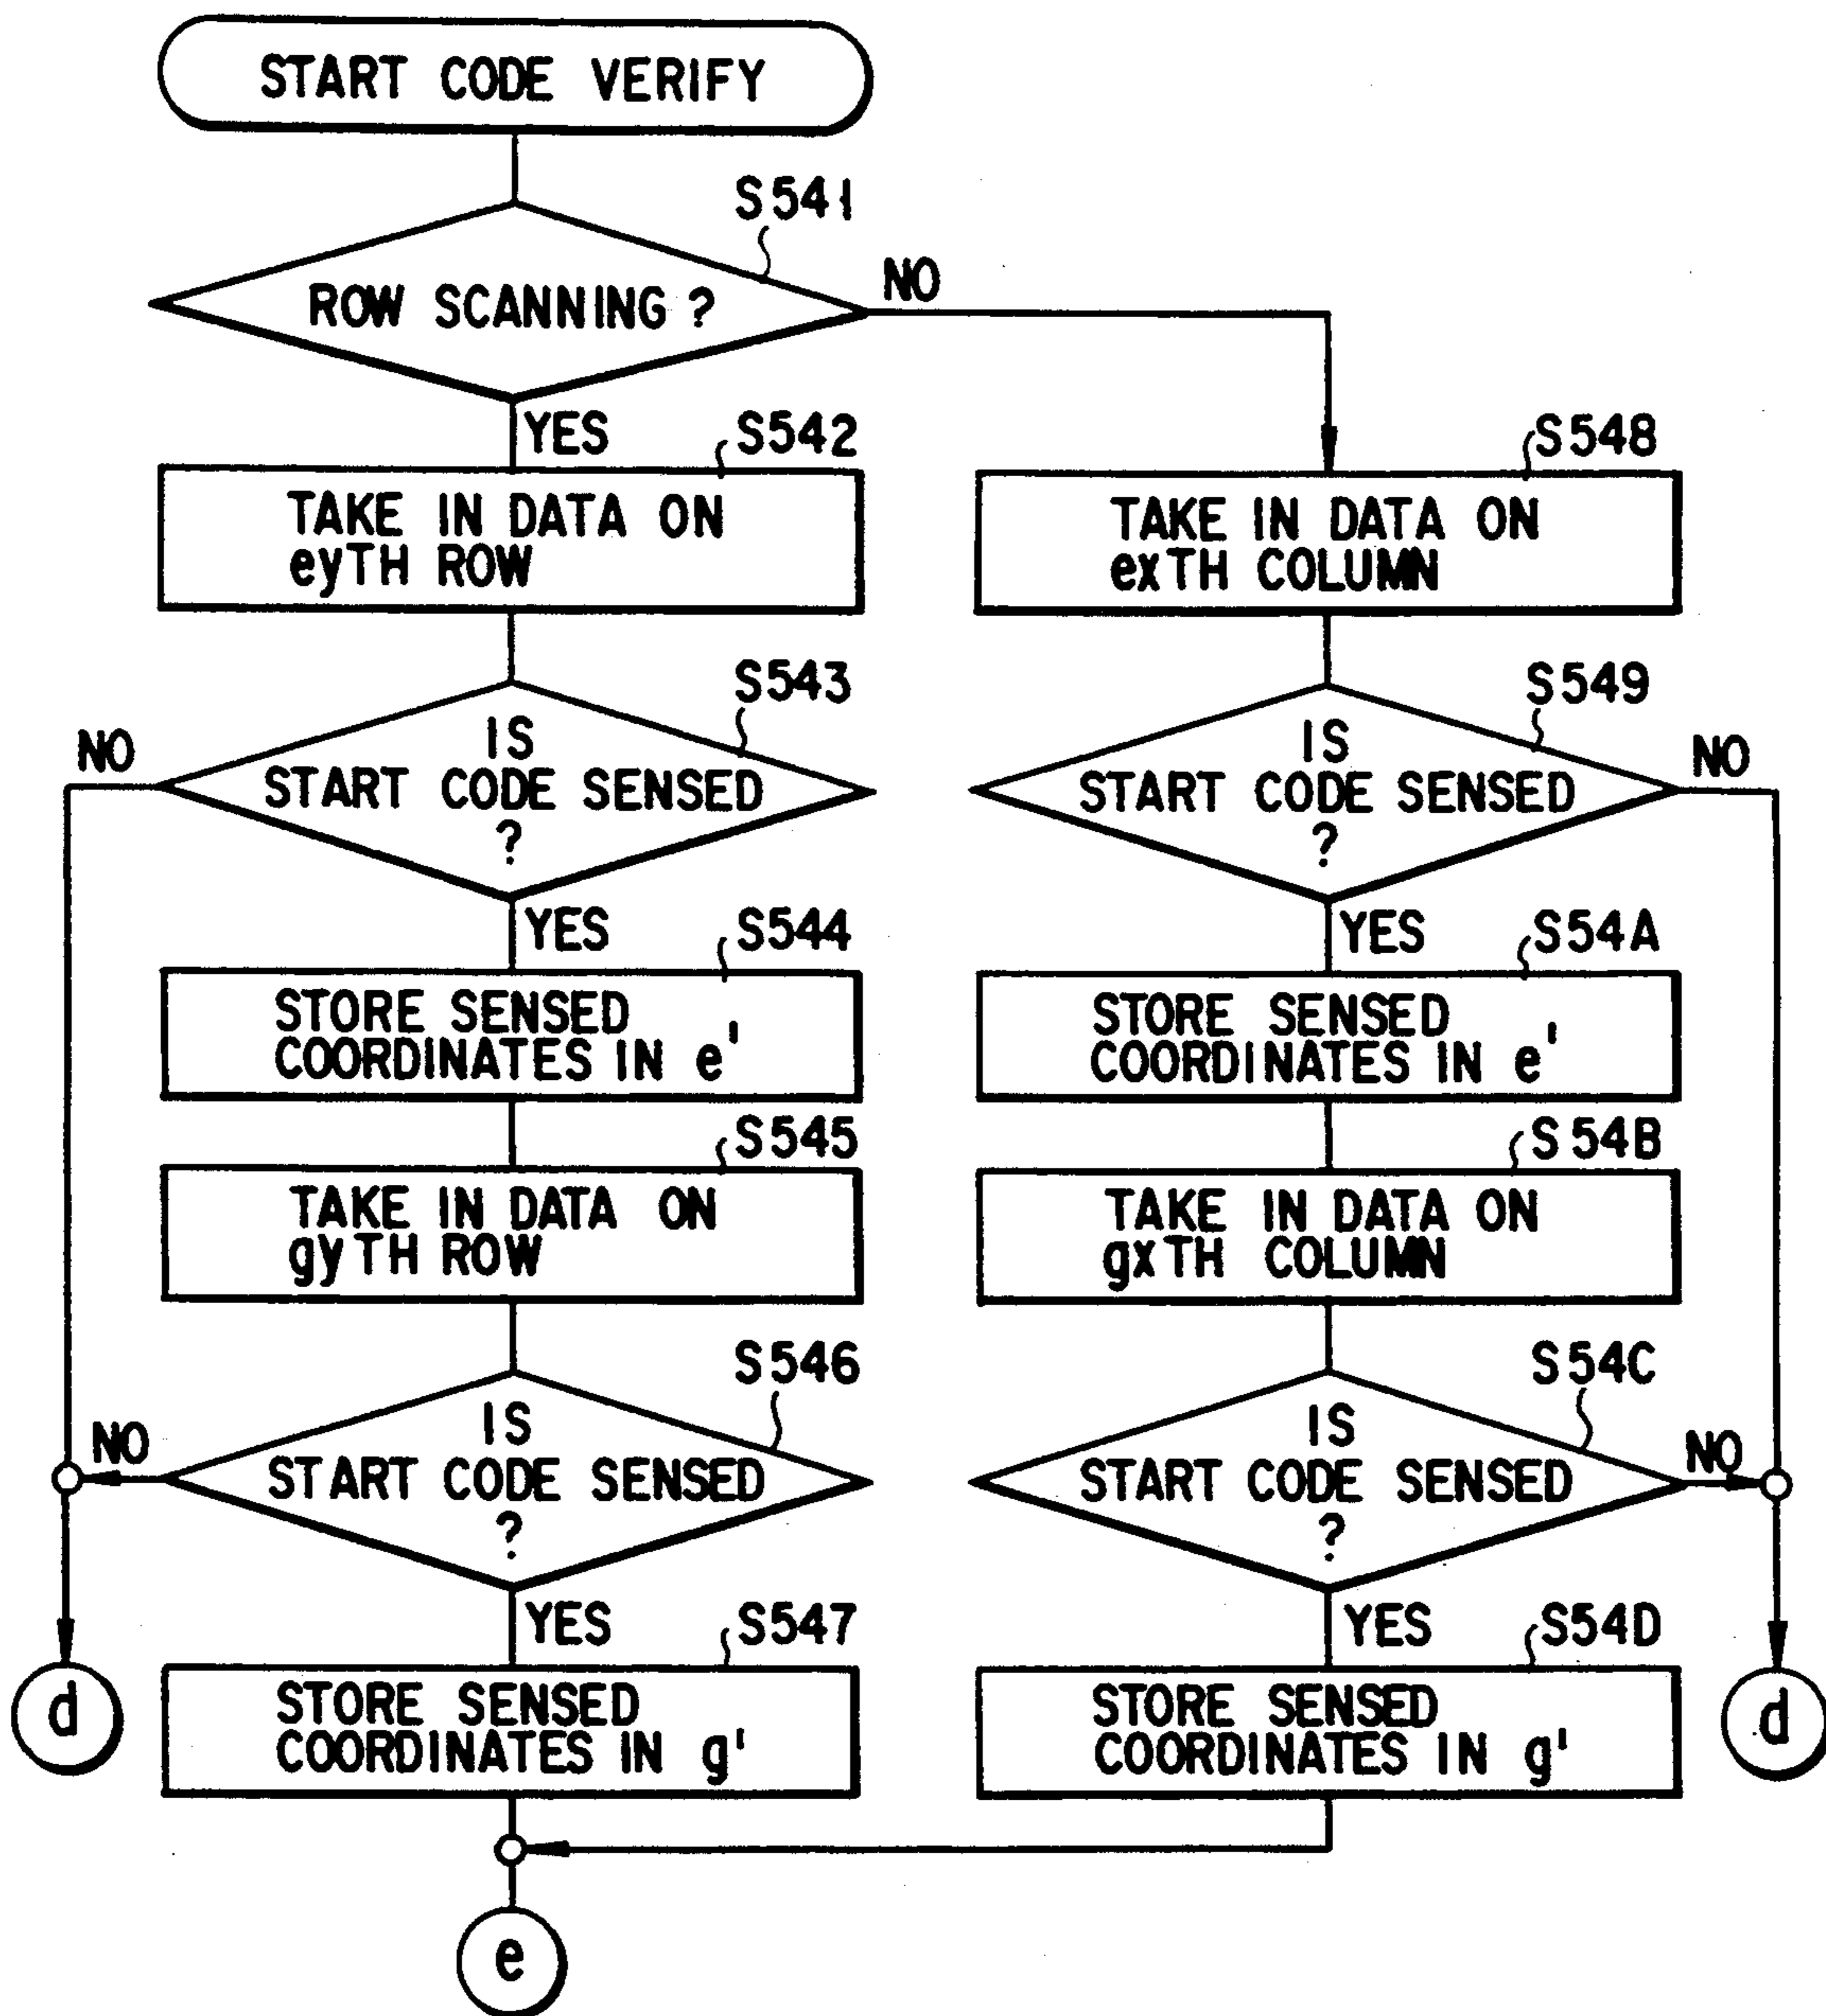 START CODE VERIFY
S541
ROW SCANNING ?
NO
YES
S542
TAKE IN DATA ON
eyTH ROW
S543
IS
START CODE SENSED
?
NO
YES
S544
STORE SENSED
COORDINATES IN e'
S545
TAKE IN DATA ON
gyTH ROW
S546
IS
START CODE SENSED
?
NO
YES
S547
STORE SENSED
COORDINATES IN g'
d
e
S548
TAKE IN DATA ON
exTH COLUMN
S549
IS
START CODE SENSED
?
NO
YES
S54A
STORE SENSED
COORDINATES IN e'
S54B
TAKE IN DATA ON
gxTH COLUMN
S54C
IS
START CODE SENSED
?
NO
YES
S54D
STORE SENSED
COORDINATES IN g'
d